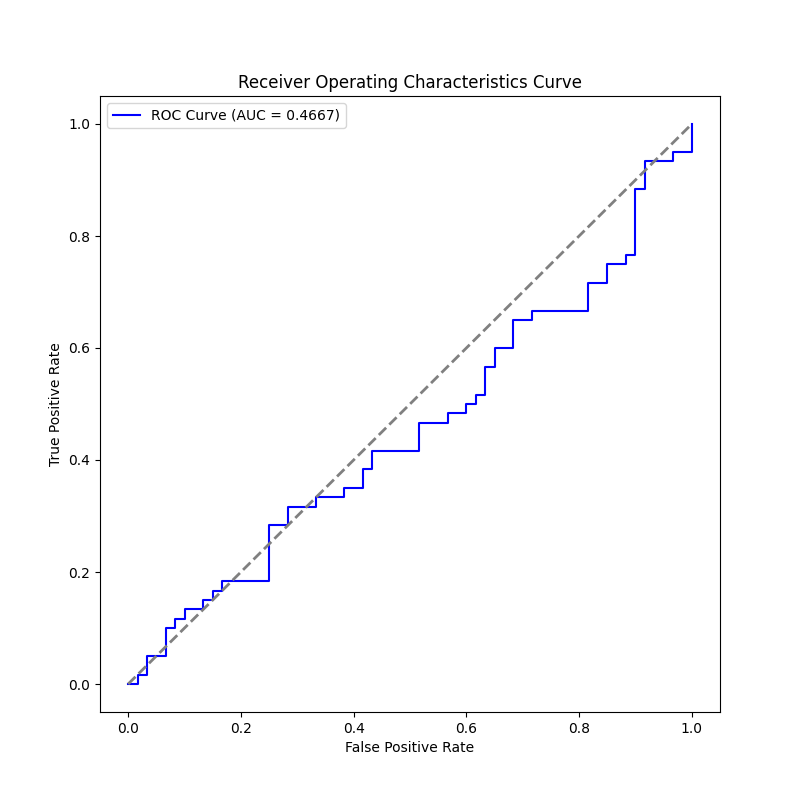 Receiver Operating Characteristics Curve
ROC Curve (AUC = 0.4667)
1.0
0.8
0.6
0.4
0.2
0.0
True Positive Rate
0.0 0.2 0.4 0.6 0.8 1.0
False Positive Rate